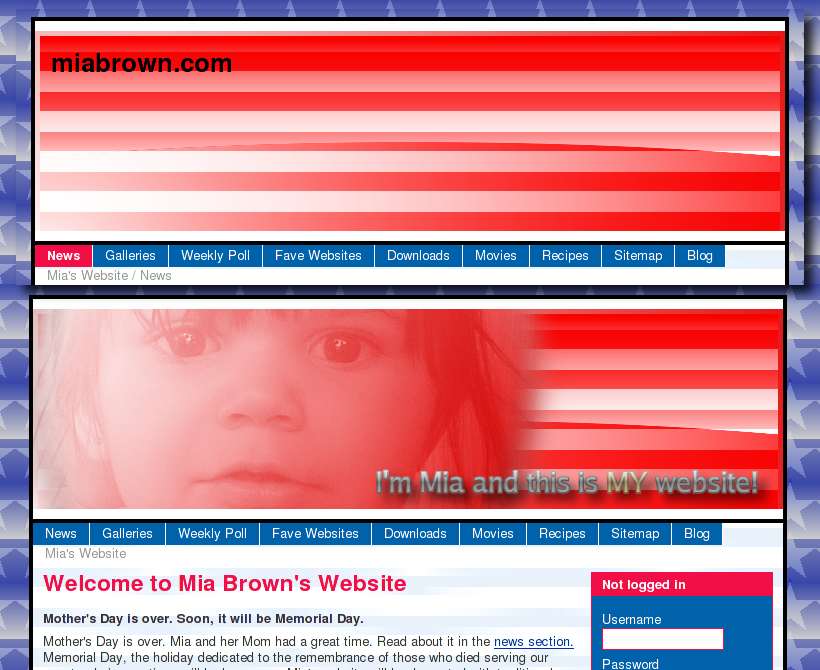 miabrown.com
News Galleries Weekly Poll Fave Websites Downloads Movies Recipes Sitemap Blog
Mia's Website / News
I'm Mia and this is MY website!
News Galleries Weekly Poll Fave Websites Downloads Movies Recipes Sitemap Blog
Mia's Website
Welcome to Mia Brown's Website
Mother's Day is over. Soon, it will be Memorial Day.
Mother's Day is over. Mia and her Mom had a great time. Read about it in the news section.
Memorial Day, the holiday dedicated to the remembrance of those who died serving our
Not logged in
Username
Password